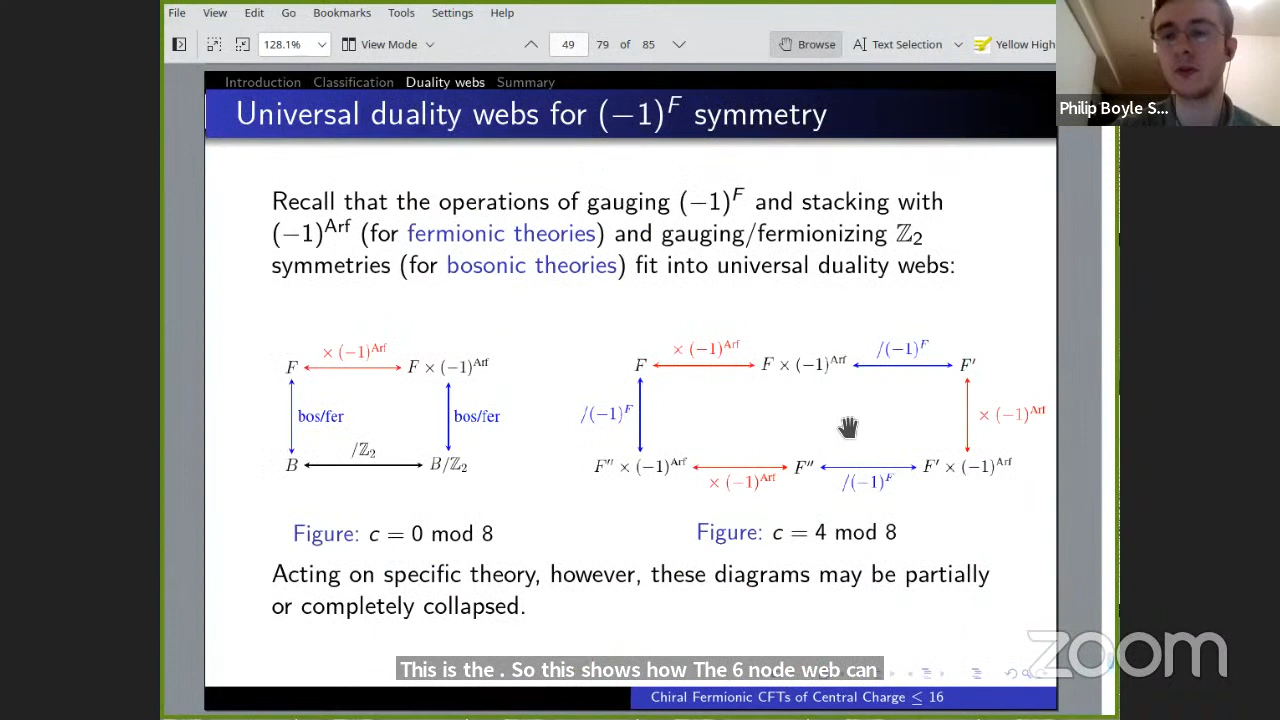 File View Edit Go Bookmarks Tools Settings Help
128.1% View Mode 49 79 of 85 Browse Text Selection Yellow High
Philip Boyle S...
Introduction Classification Duality webs Summary
Universal duality webs for (−1)^F symmetry
Recall that the operations of gauging (−1)^F and stacking with
(−1)^Arf (for fermionic theories) and gauging/fermionizing ℤ₂
symmetries (for bosonic theories) fit into universal duality webs:
× (−1)^Arf
F F × (−1)^Arf
bos/fer bos/fer
/ℤ₂
B B/ℤ₂
Figure: c = 0 mod 8
× (−1)^Arf /(−1)^F
F F × (−1)^Arf F′
/(−1)^F × (−1)^Arf
F″ × (−1)^Arf F″ F′ × (−1)^Arf
× (−1)^Arf /(−1)^F
Figure: c = 4 mod 8
Acting on specific theory, however, these diagrams may be partially
or completely collapsed.
This is the . So this shows how The 6 node web can
zoom
Chiral Fermionic CFTs of Central Charge ≤ 16